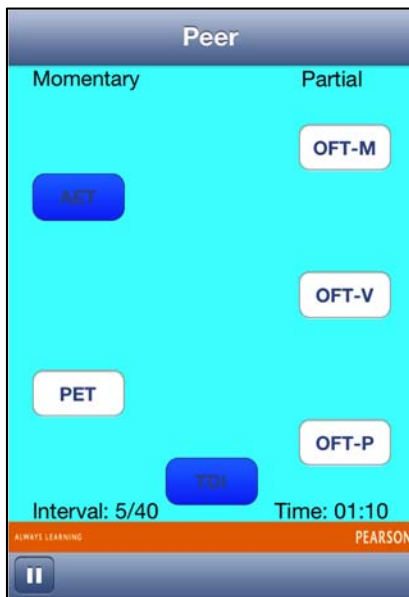 Peer
Momentary
Partial
OFT-M
AET
OFT-V
PET
OFT-P
TDI
Interval: 5/40
Time: 01:10
ALWAYS LEARNING
PEARSON